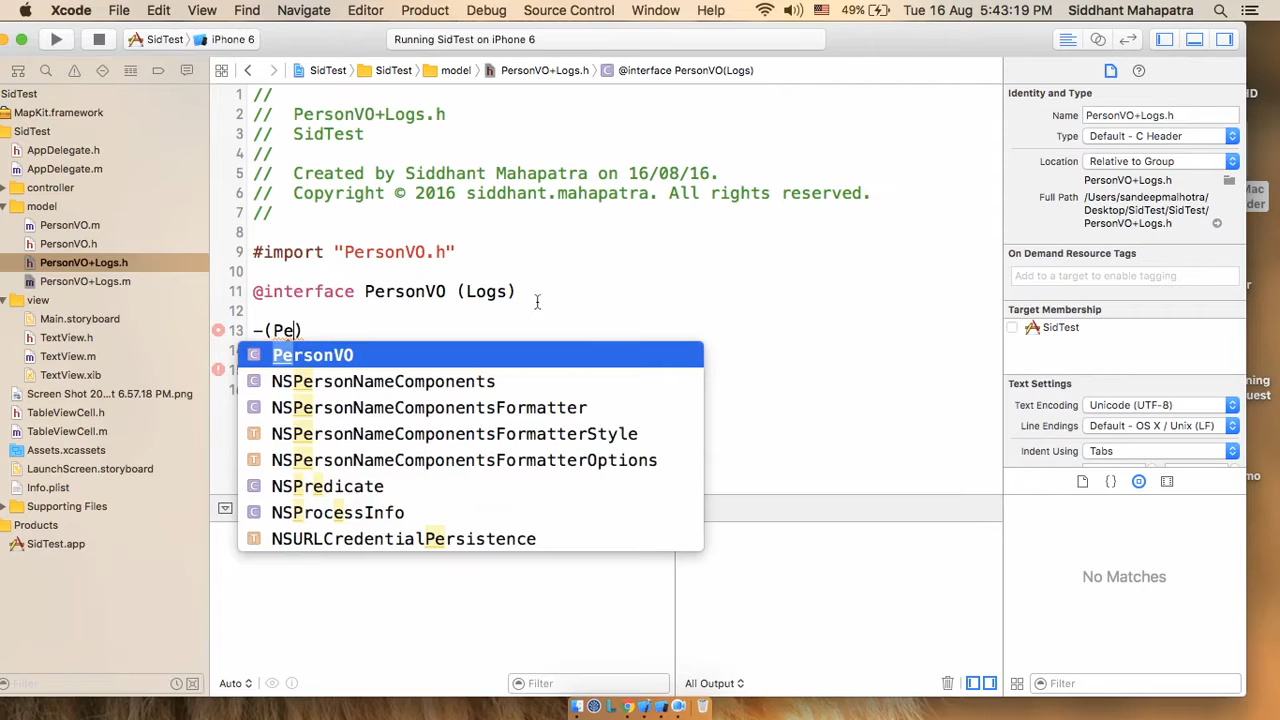 Xcode File Edit View Find Navigate Editor Product Debug Source Control Window Help 49% Tue 16 Aug 5:43:19 PM Siddhant Mahapatra
SidTest iPhone 6 Running SidTest on iPhone 6
SidTest SidTest model PersonVO+Logs.h @interface PersonVO(Logs)
SidTest
MapKit.framework
SidTest
AppDelegate.h
AppDelegate.m
controller
model
PersonVO.m
PersonVO.h
PersonVO+Logs.h
PersonVO+Logs.m
view
Main.storyboard
TextView.h
TextView.m
TextView.xib
Screen Shot 20...t 6.57.18 PM.png
TableViewCell.h
TableViewCell.m
Assets.xcassets
LaunchScreen.storyboard
Info.plist
Supporting Files
Products
SidTest.app
Filter
1 //
2 // PersonVO+Logs.h
3 // SidTest
4 //
5 // Created by Siddhant Mahapatra on 16/08/16.
6 // Copyright © 2016 siddhant.mahapatra. All rights reserved.
7 //
8
9 #import "PersonVO.h"
10
11 @interface PersonVO (Logs)
12
13 -(Pe)
PersonVO
NSPersonNameComponents
NSPersonNameComponentsFormatter
NSPersonNameComponentsFormatterStyle
NSPersonNameComponentsFormatterOptions
NSPredicate
NSProcessInfo
NSURLCredentialPersistence
Auto Filter All Output Filter
Identity and Type
Name PersonVO+Logs.h
Type Default - C Header
Location Relative to Group
PersonVO+Logs.h
Full Path /Users/sandeepmalhotra/
Desktop/SidTest/SidTest/
PersonVO+Logs.h
On Demand Resource Tags
Add to a target to enable tagging
Target Membership
SidTest
Text Settings
Text Encoding Unicode (UTF-8)
Line Endings Default - OS X / Unix (LF)
Indent Using Tabs
No Matches